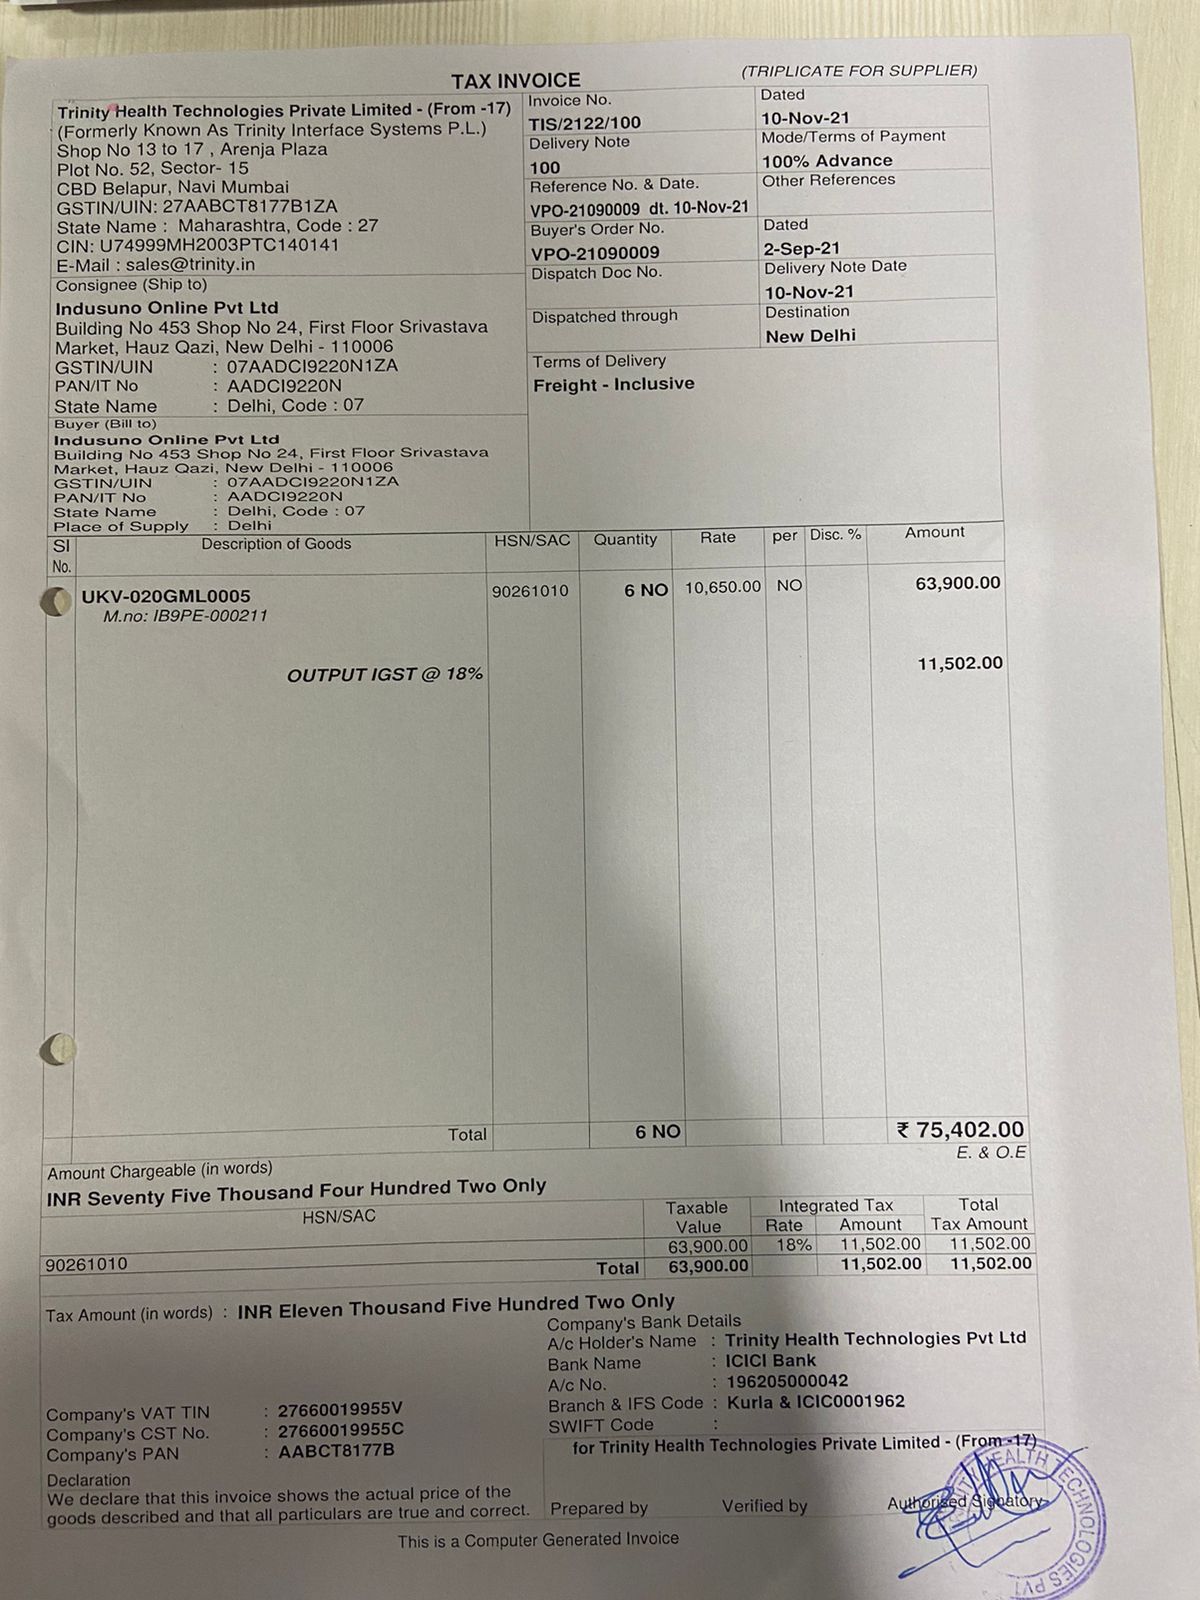 TAX INVOICE
(TRIPLICATE FOR SUPPLIER)
Trinity Health Technologies Private Limited - (From -17)
(Formerly Known As Trinity Interface Systems P.L.)
Shop No 13 to 17 , Arenja Plaza
Plot No. 52, Sector- 15
CBD Belapur, Navi Mumbai
GSTIN/UIN: 27AABCT8177B1ZA
State Name : Maharashtra, Code : 27
CIN: U74999MH2003PTC140141
E-Mail : sales@trinity.in
Invoice No.
TIS/2122/100
Dated
10-Nov-21
Delivery Note
100
Mode/Terms of Payment
100% Advance
Reference No. & Date.
VPO-21090009 dt. 10-Nov-21
Other References
Buyer's Order No.
VPO-21090009
Dated
2-Sep-21
Dispatch Doc No.
Delivery Note Date
10-Nov-21
Dispatched through
Destination
New Delhi
Terms of Delivery
Freight - Inclusive
Consignee (Ship to)
Indusuno Online Pvt Ltd
Building No 453 Shop No 24, First Floor Srivastava
Market, Hauz Qazi, New Delhi - 110006
GSTIN/UIN : 07AADCI9220N1ZA
PAN/IT No : AADCI9220N
State Name : Delhi, Code : 07
Buyer (Bill to)
Indusuno Online Pvt Ltd
Building No 453 Shop No 24, First Floor Srivastava
Market, Hauz Qazi, New Delhi - 110006
GSTIN/UIN : 07AADCI9220N1ZA
PAN/IT No : AADCI9220N
State Name : Delhi, Code : 07
Place of Supply : Delhi
Sl No. Description of Goods HSN/SAC Quantity Rate per Disc. % Amount
UKV-020GML0005 90261010 6 NO 10,650.00 NO 63,900.00
M.no: IB9PE-000211
OUTPUT IGST @ 18% 11,502.00
Total 6 NO ₹ 75,402.00
E. & O.E
Amount Chargeable (in words)
INR Seventy Five Thousand Four Hundred Two Only
HSN/SAC Taxable Value Integrated Tax Total Tax Amount
Rate Amount
90261010 63,900.00 18% 11,502.00 11,502.00
Total 63,900.00 11,502.00 11,502.00
Tax Amount (in words) : INR Eleven Thousand Five Hundred Two Only
Company's Bank Details
A/c Holder's Name : Trinity Health Technologies Pvt Ltd
Bank Name : ICICI Bank
A/c No. : 196205000042
Branch & IFS Code : Kurla & ICIC0001962
SWIFT Code :
Company's VAT TIN : 27660019955V
Company's CST No. : 27660019955C
Company's PAN : AABCT8177B
Declaration
We declare that this invoice shows the actual price of the
goods described and that all particulars are true and correct.
for Trinity Health Technologies Private Limited - (From -17)
Prepared by Verified by Authorised Signatory
HEALTH TECHNOLOGIES PVT
This is a Computer Generated Invoice